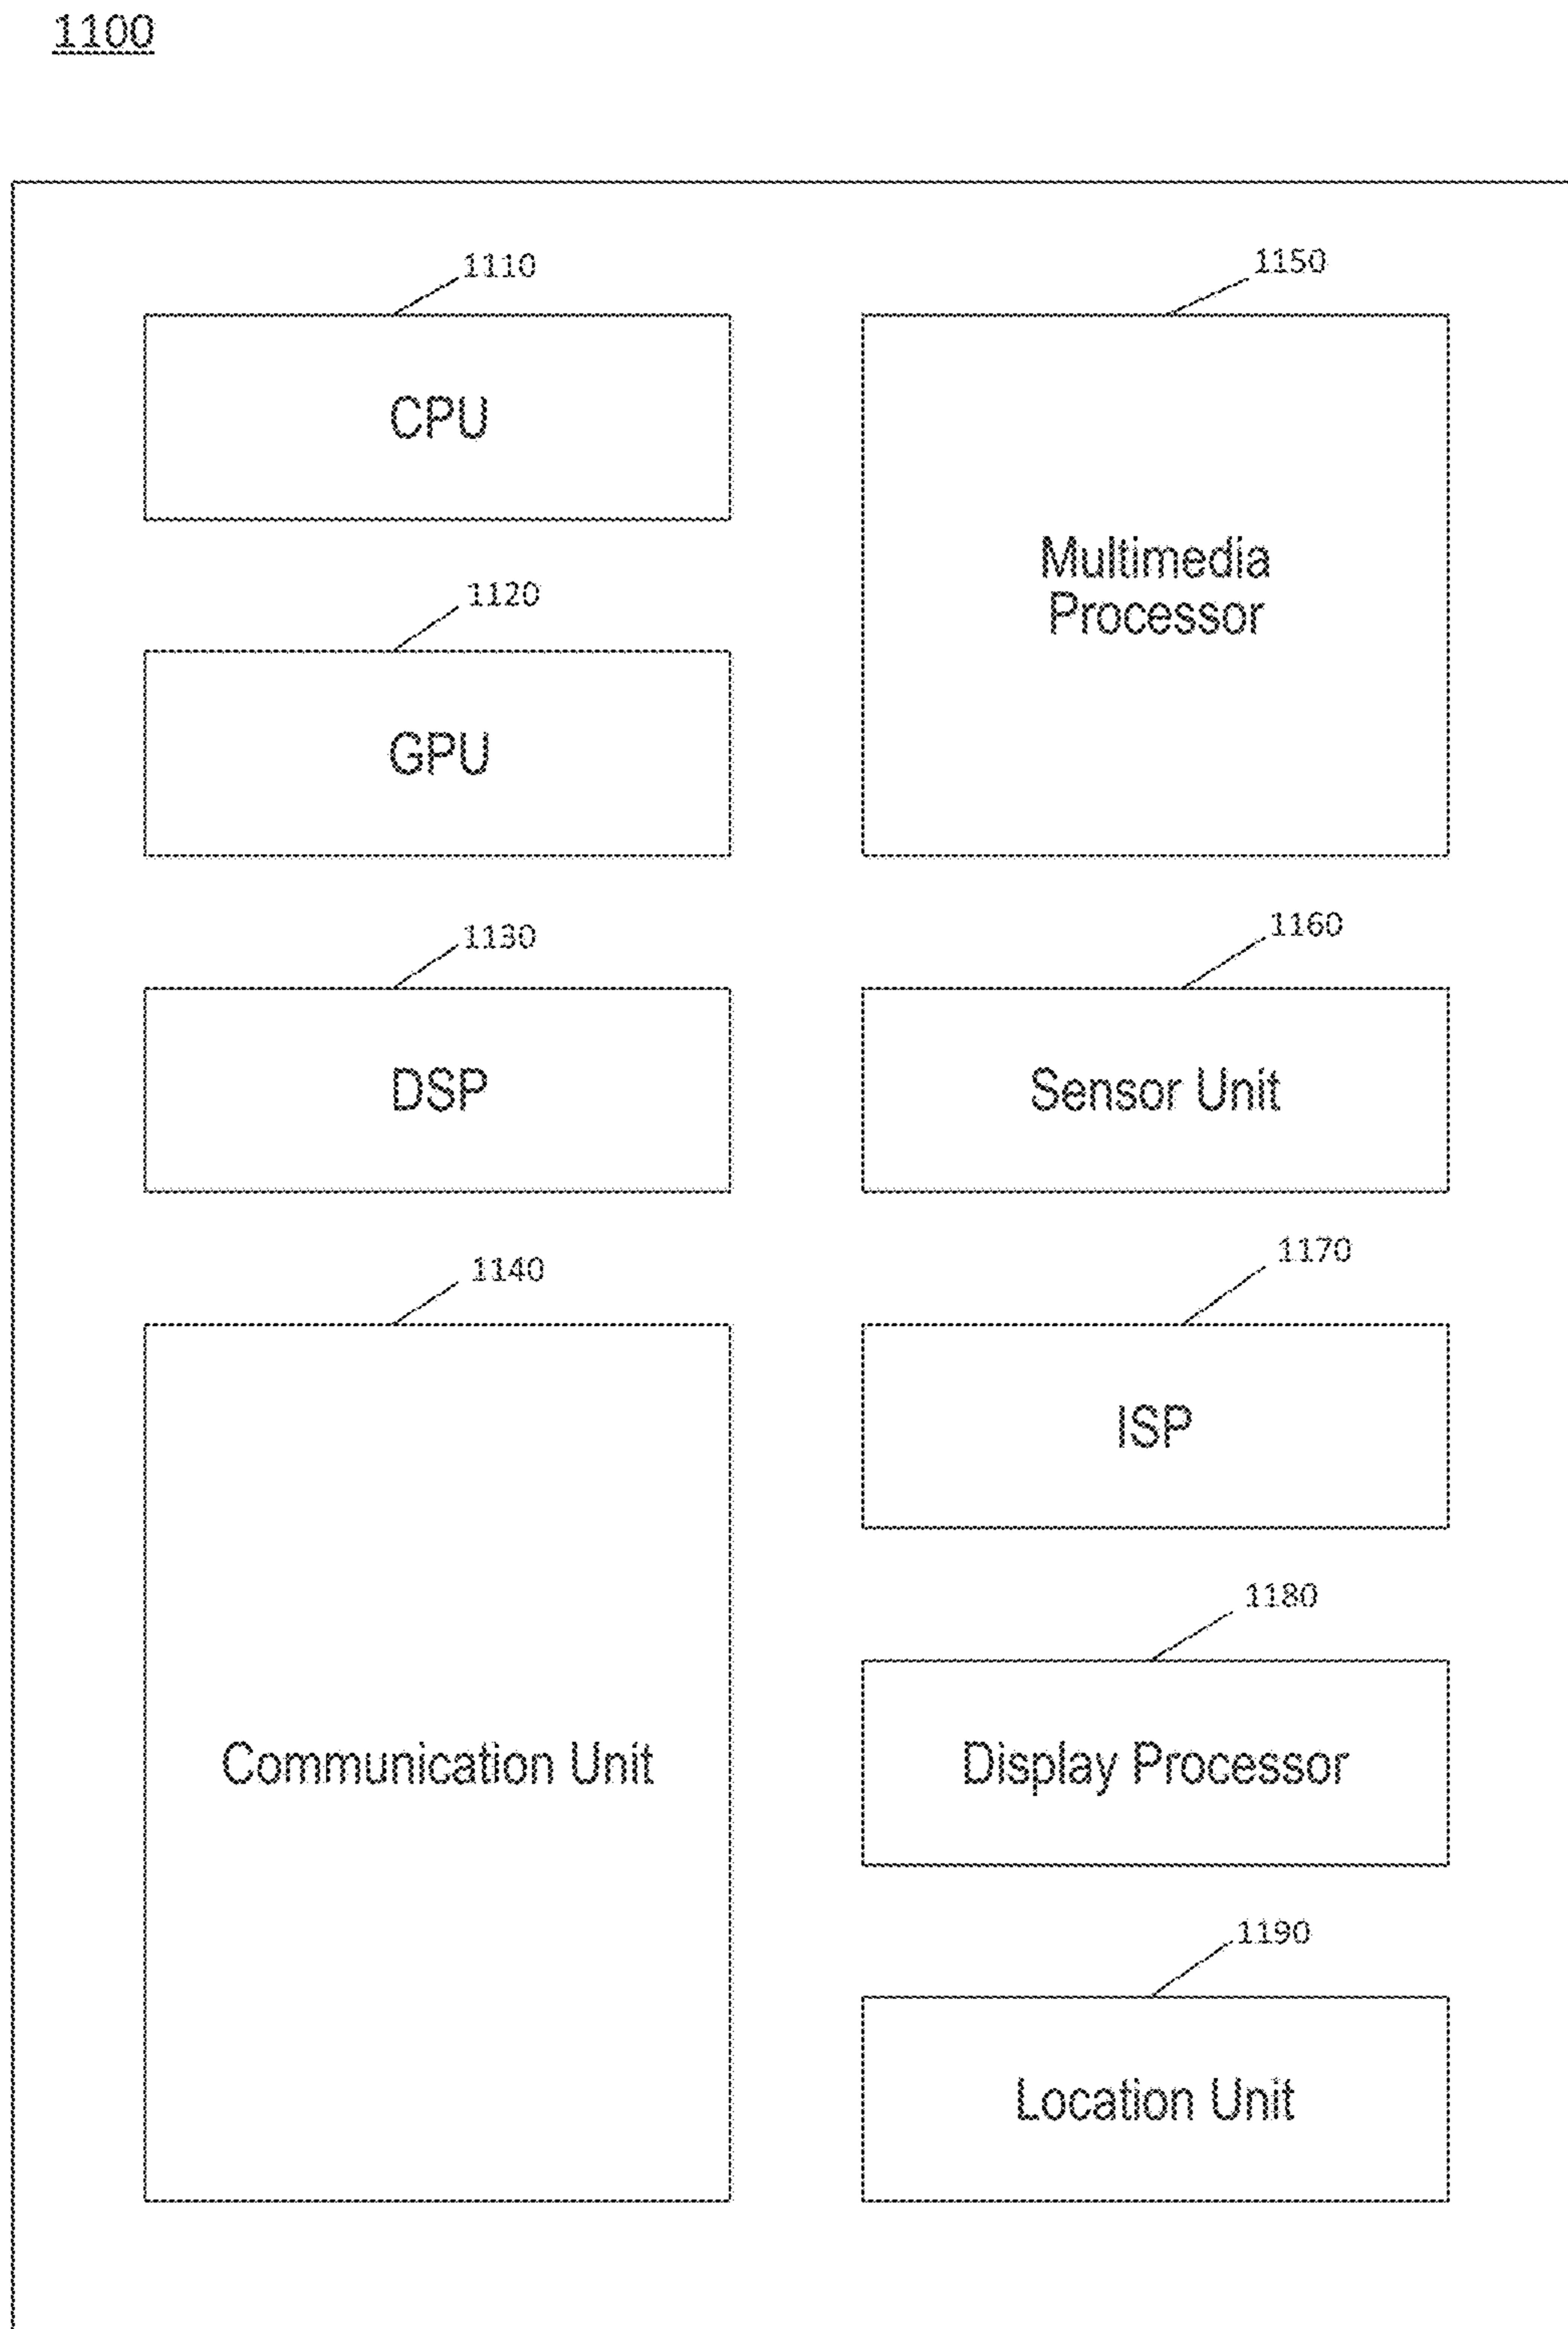 1100
1110
CPU
1120
GPU
1130
DSP
1140
Communication Unit
1150
Multimedia
Processor
1160
Sensor Unit
1170
ISP
1180
Display Processor
1190
Location Unit